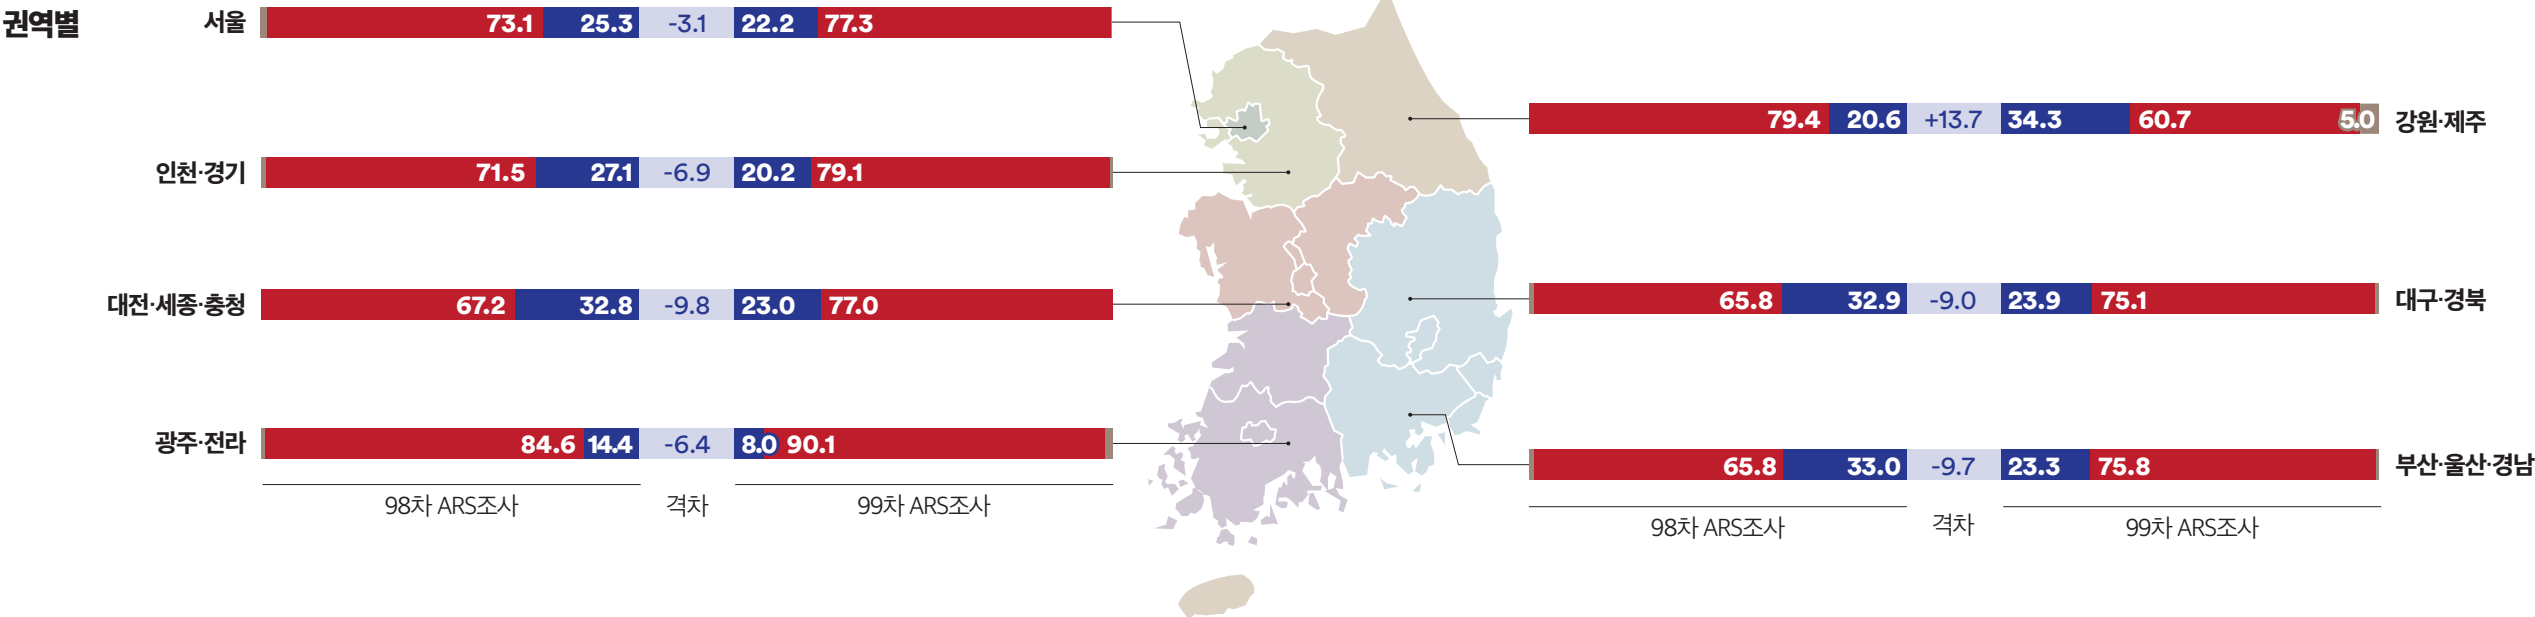 권역별
서울 73.1 25.3 -3.1 22.2 77.3
인천·경기 71.5 27.1 -6.9 20.2 79.1
대전·세종·충청 67.2 32.8 -9.8 23.0 77.0
광주·전라 84.6 14.4 -6.4 8.0 90.1
98차 ARS조사 격차 99차 ARS조사
79.4 20.6 +13.7 34.3 60.7 5.0 강원·제주
65.8 32.9 -9.0 23.9 75.1 대구·경북
65.8 33.0 -9.7 23.3 75.8 부산·울산·경남
98차 ARS조사 격차 99차 ARS조사